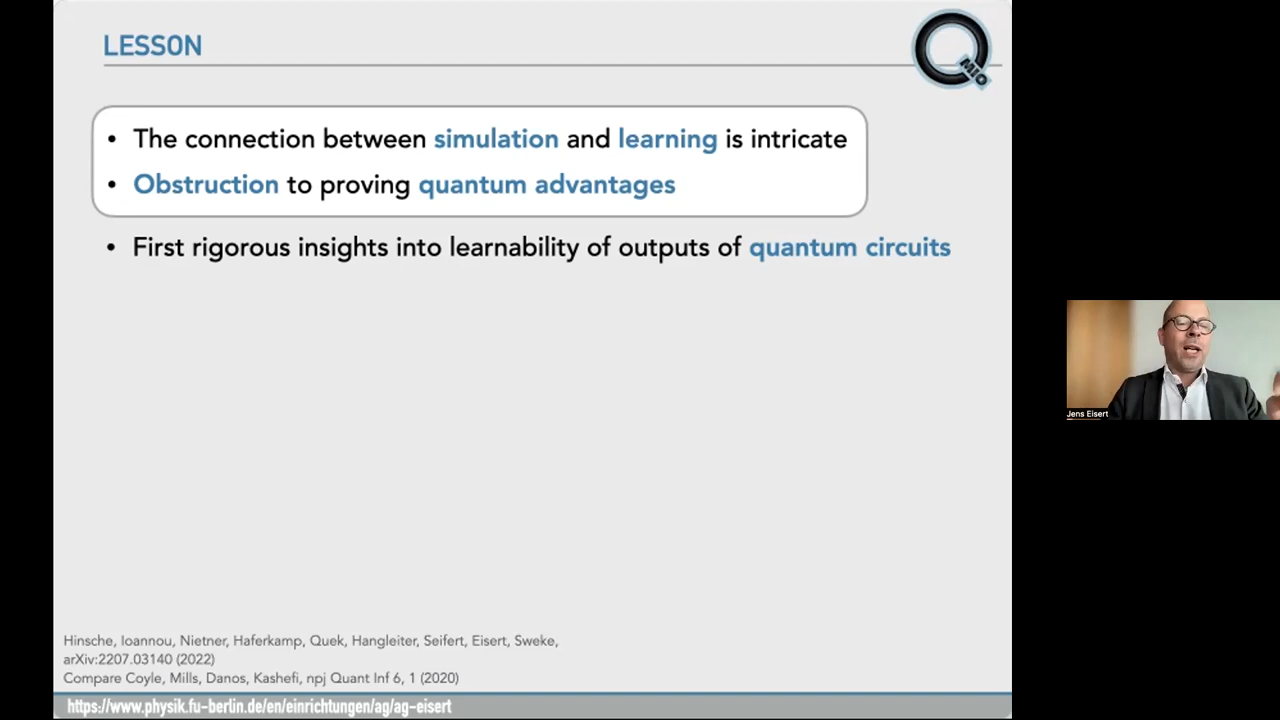 LESSON
QMIO
• The connection between simulation and learning is intricate
• Obstruction to proving quantum advantages
• First rigorous insights into learnability of outputs of quantum circuits
Jens Eisert
Hinsche, Ioannou, Nietner, Haferkamp, Quek, Hangleiter, Seifert, Eisert, Sweke,
arXiv:2207.03140 (2022)
Compare Coyle, Mills, Danos, Kashefi, npj Quant Inf 6, 1 (2020)
https://www.physik.fu-berlin.de/en/einrichtungen/ag/ag-eisert